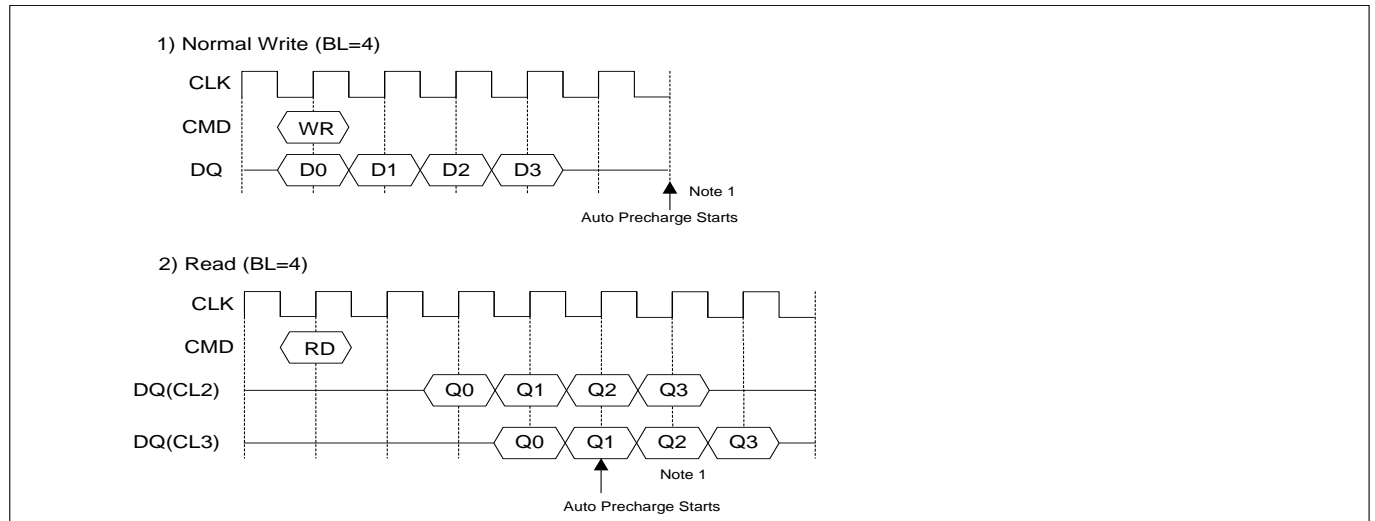 1) Normal Write (BL=4)
CLK
CMD WR
DQ D0 D1 D2 D3
Note 1
Auto Precharge Starts
2) Read (BL=4)
CLK
CMD RD
DQ(CL2) Q0 Q1 Q2 Q3
DQ(CL3) Q0 Q1 Q2 Q3
Note 1
Auto Precharge Starts